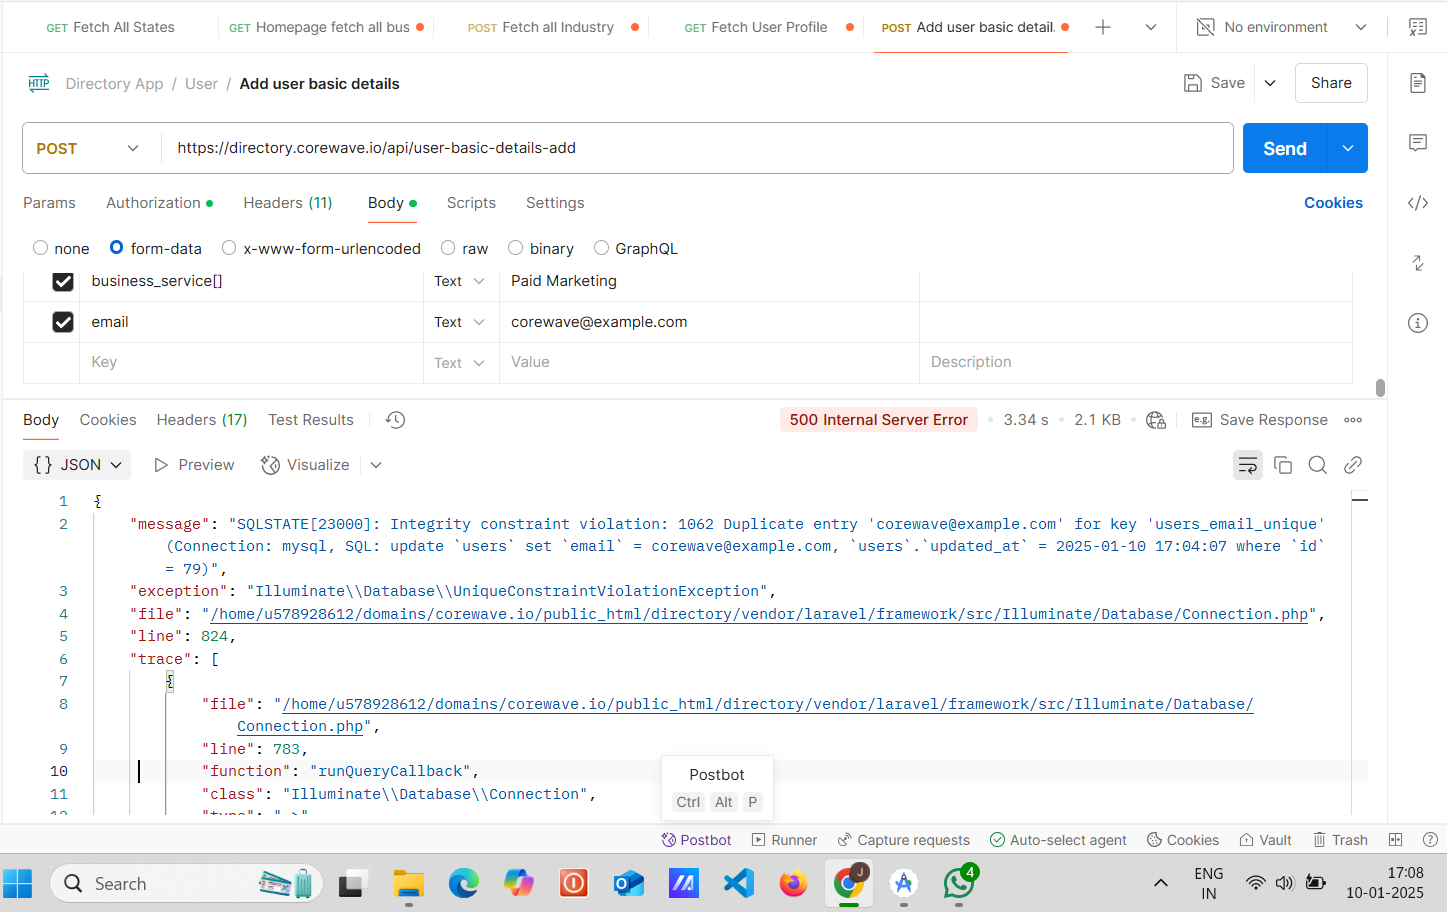 GET Fetch All States
GET Homepage fetch all bus
POST Fetch all Industry
GET Fetch User Profile
POST Add user basic detail.
No environment
HTTP Directory App / User / Add user basic details
Save
Share
POST
https://directory.corewave.io/api/user-basic-details-add
Send
Params
Authorization
Headers (11)
Body
Scripts
Settings
Cookies
none
form-data
x-www-form-urlencoded
raw
binary
GraphQL
business_service[] Text Paid Marketing
email Text corewave@example.com
Key Text Value Description
Body
Cookies
Headers (17)
Test Results
500 Internal Server Error
3.34 s
2.1 KB
e.g. Save Response
{} JSON
Preview
Visualize
1 {
2 "message": "SQLSTATE[23000]: Integrity constraint violation: 1062 Duplicate entry 'corewave@example.com' for key 'users_email_unique'
(Connection: mysql, SQL: update `users` set `email` = corewave@example.com, `users`.`updated_at` = 2025-01-10 17:04:07 where `id`
= 79)",
3 "exception": "Illuminate\\Database\\UniqueConstraintViolationException",
4 "file": "/home/u578928612/domains/corewave.io/public_html/directory/vendor/laravel/framework/src/Illuminate/Database/Connection.php",
5 "line": 824,
6 "trace": [
7 {
8 "file": "/home/u578928612/domains/corewave.io/public_html/directory/vendor/laravel/framework/src/Illuminate/Database/
Connection.php",
9 "line": 783,
10 "function": "runQueryCallback",
11 "class": "Illuminate\\Database\\Connection",
Postbot
Ctrl Alt P
Postbot
Runner
Capture requests
Auto-select agent
Cookies
Vault
Trash
Search
J
4
ENG
IN
17:08
10-01-2025